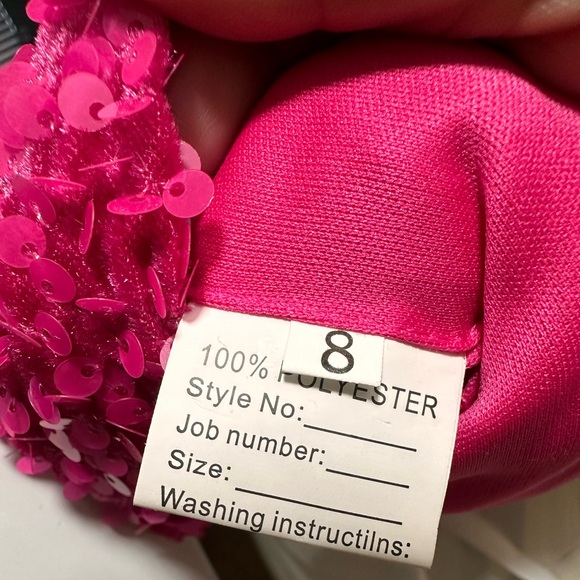 8
100% POLYESTER
Style No:
Job number:
Size:
Washing instructilns: